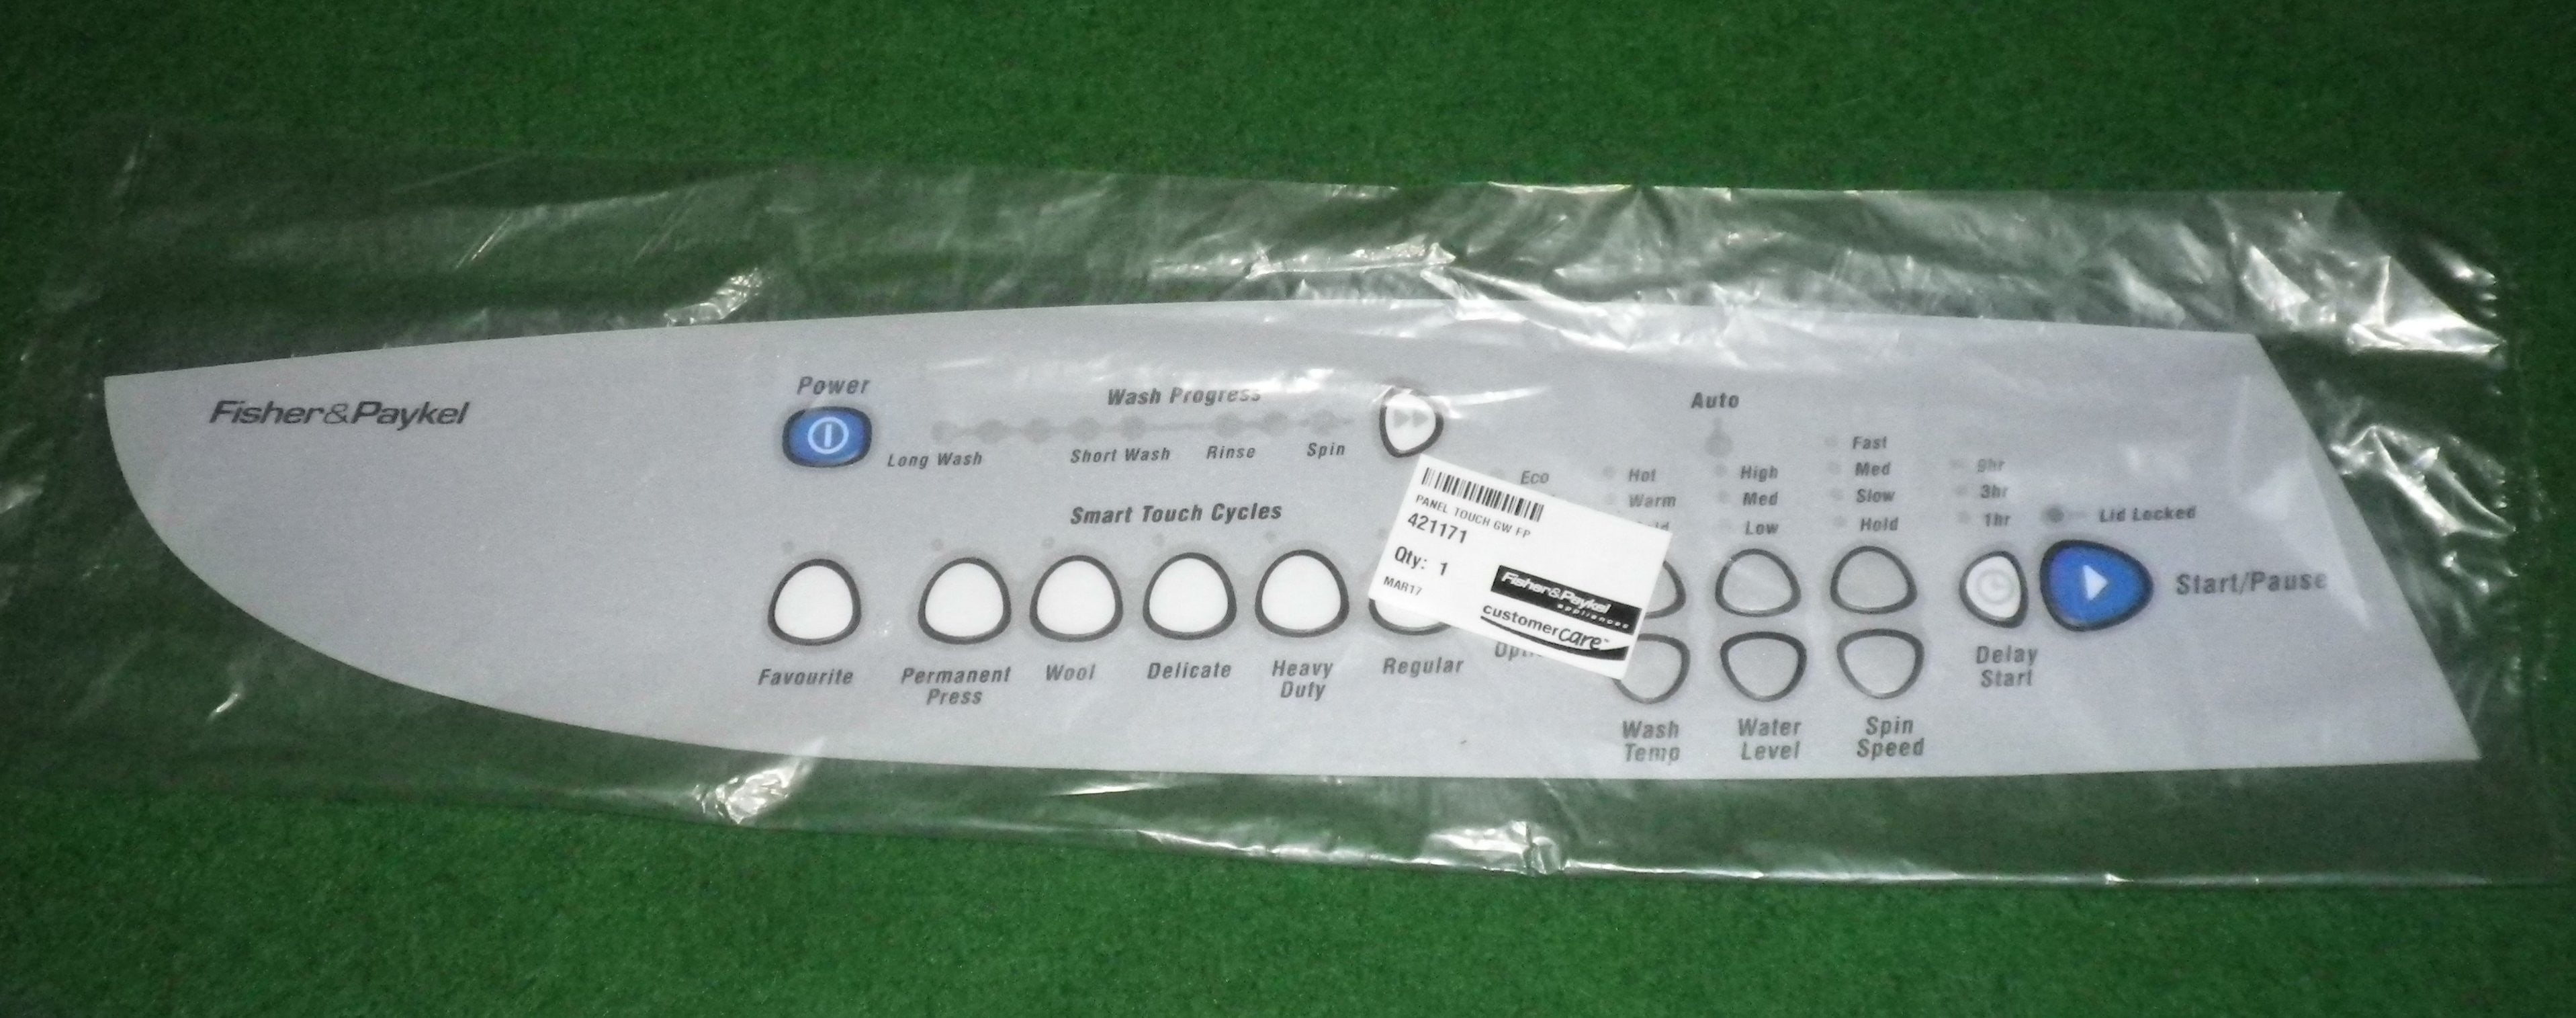 Fisher&Paykel
Power
Wash Progress
Long Wash
Short Wash
Rinse
Spin
Smart Touch Cycles
Favourite
Permanent
Press
Wool
Delicate
Heavy
Duty
Regular
PANEL TOUCH GW FP
421171
Qty: 1
MAR17
Fisher&Paykel
appliances
customercare™
Eco
Hot
Warm
Wash
Temp
Auto
High
Med
Low
Water
Level
Fast
Med
Slow
Hold
Spin
Speed
9hr
3hr
1hr
Delay
Start
Lid Locked
Start/Pause